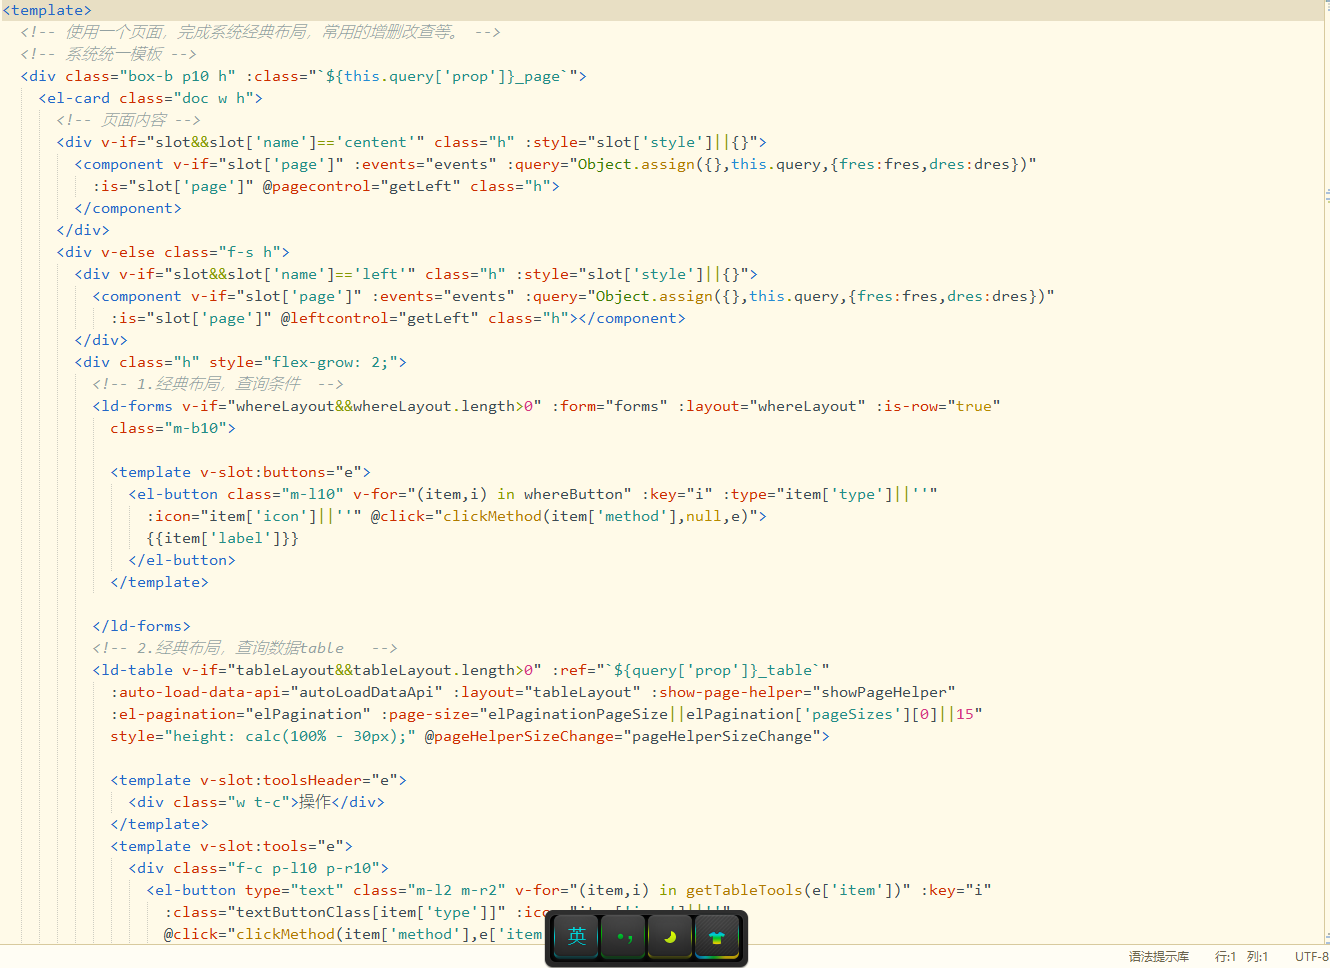 <template>
<!-- 使用一个页面，完成系统经典布局，常用的增删改查等。 -->
<!-- 系统统一模板 -->
<div class="box-b p10 h" :class="`${this.query['prop']}_page`">
<el-card class="doc w h">
<!-- 页面内容 -->
<div v-if="slot&&slot['name']=='centent'" class="h" :style="slot['style']||{}">
<component v-if="slot['page']" :events="events" :query="Object.assign({},this.query,{fres:fres,dres:dres})"
:is="slot['page']" @pagecontrol="getLeft" class="h">
</component>
</div>
<div v-else class="f-s h">
<div v-if="slot&&slot['name']=='left'" class="h" :style="slot['style']||{}">
<component v-if="slot['page']" :events="events" :query="Object.assign({},this.query,{fres:fres,dres:dres})"
:is="slot['page']" @leftcontrol="getLeft" class="h"></component>
</div>
<div class="h" style="flex-grow: 2;">
<!-- 1.经典布局，查询条件  -->
<ld-forms v-if="whereLayout&&whereLayout.length>0" :form="forms" :layout="whereLayout" :is-row="true"
class="m-b10">
<template v-slot:buttons="e">
<el-button class="m-l10" v-for="(item,i) in whereButton" :key="i" :type="item['type']||''"
:icon="item['icon']||''" @click="clickMethod(item['method'],null,e)">
{{item['label']}}
</el-button>
</template>
</ld-forms>
<!-- 2.经典布局，查询数据table   -->
<ld-table v-if="tableLayout&&tableLayout.length>0" :ref="`${query['prop']}_table`"
:auto-load-data-api="autoLoadDataApi" :layout="tableLayout" :show-page-helper="showPageHelper"
:el-pagination="elPagination" :page-size="elPaginationPageSize||elPagination['pageSizes'][0]||15"
style="height: calc(100% - 30px);" @pageHelperSizeChange="pageHelperSizeChange">
<template v-slot:toolsHeader="e">
<div class="w t-c">操作</div>
</template>
<template v-slot:tools="e">
<div class="f-c p-l10 p-r10">
<el-button type="text" class="m-l2 m-r2" v-for="(item,i) in getTableTools(e['item'])" :key="i"
:class="textButtonClass[item['type']]" :ico
@click="clickMethod(item['method'],e['item
英
语法提示库 行:1 列:1 UTF-8